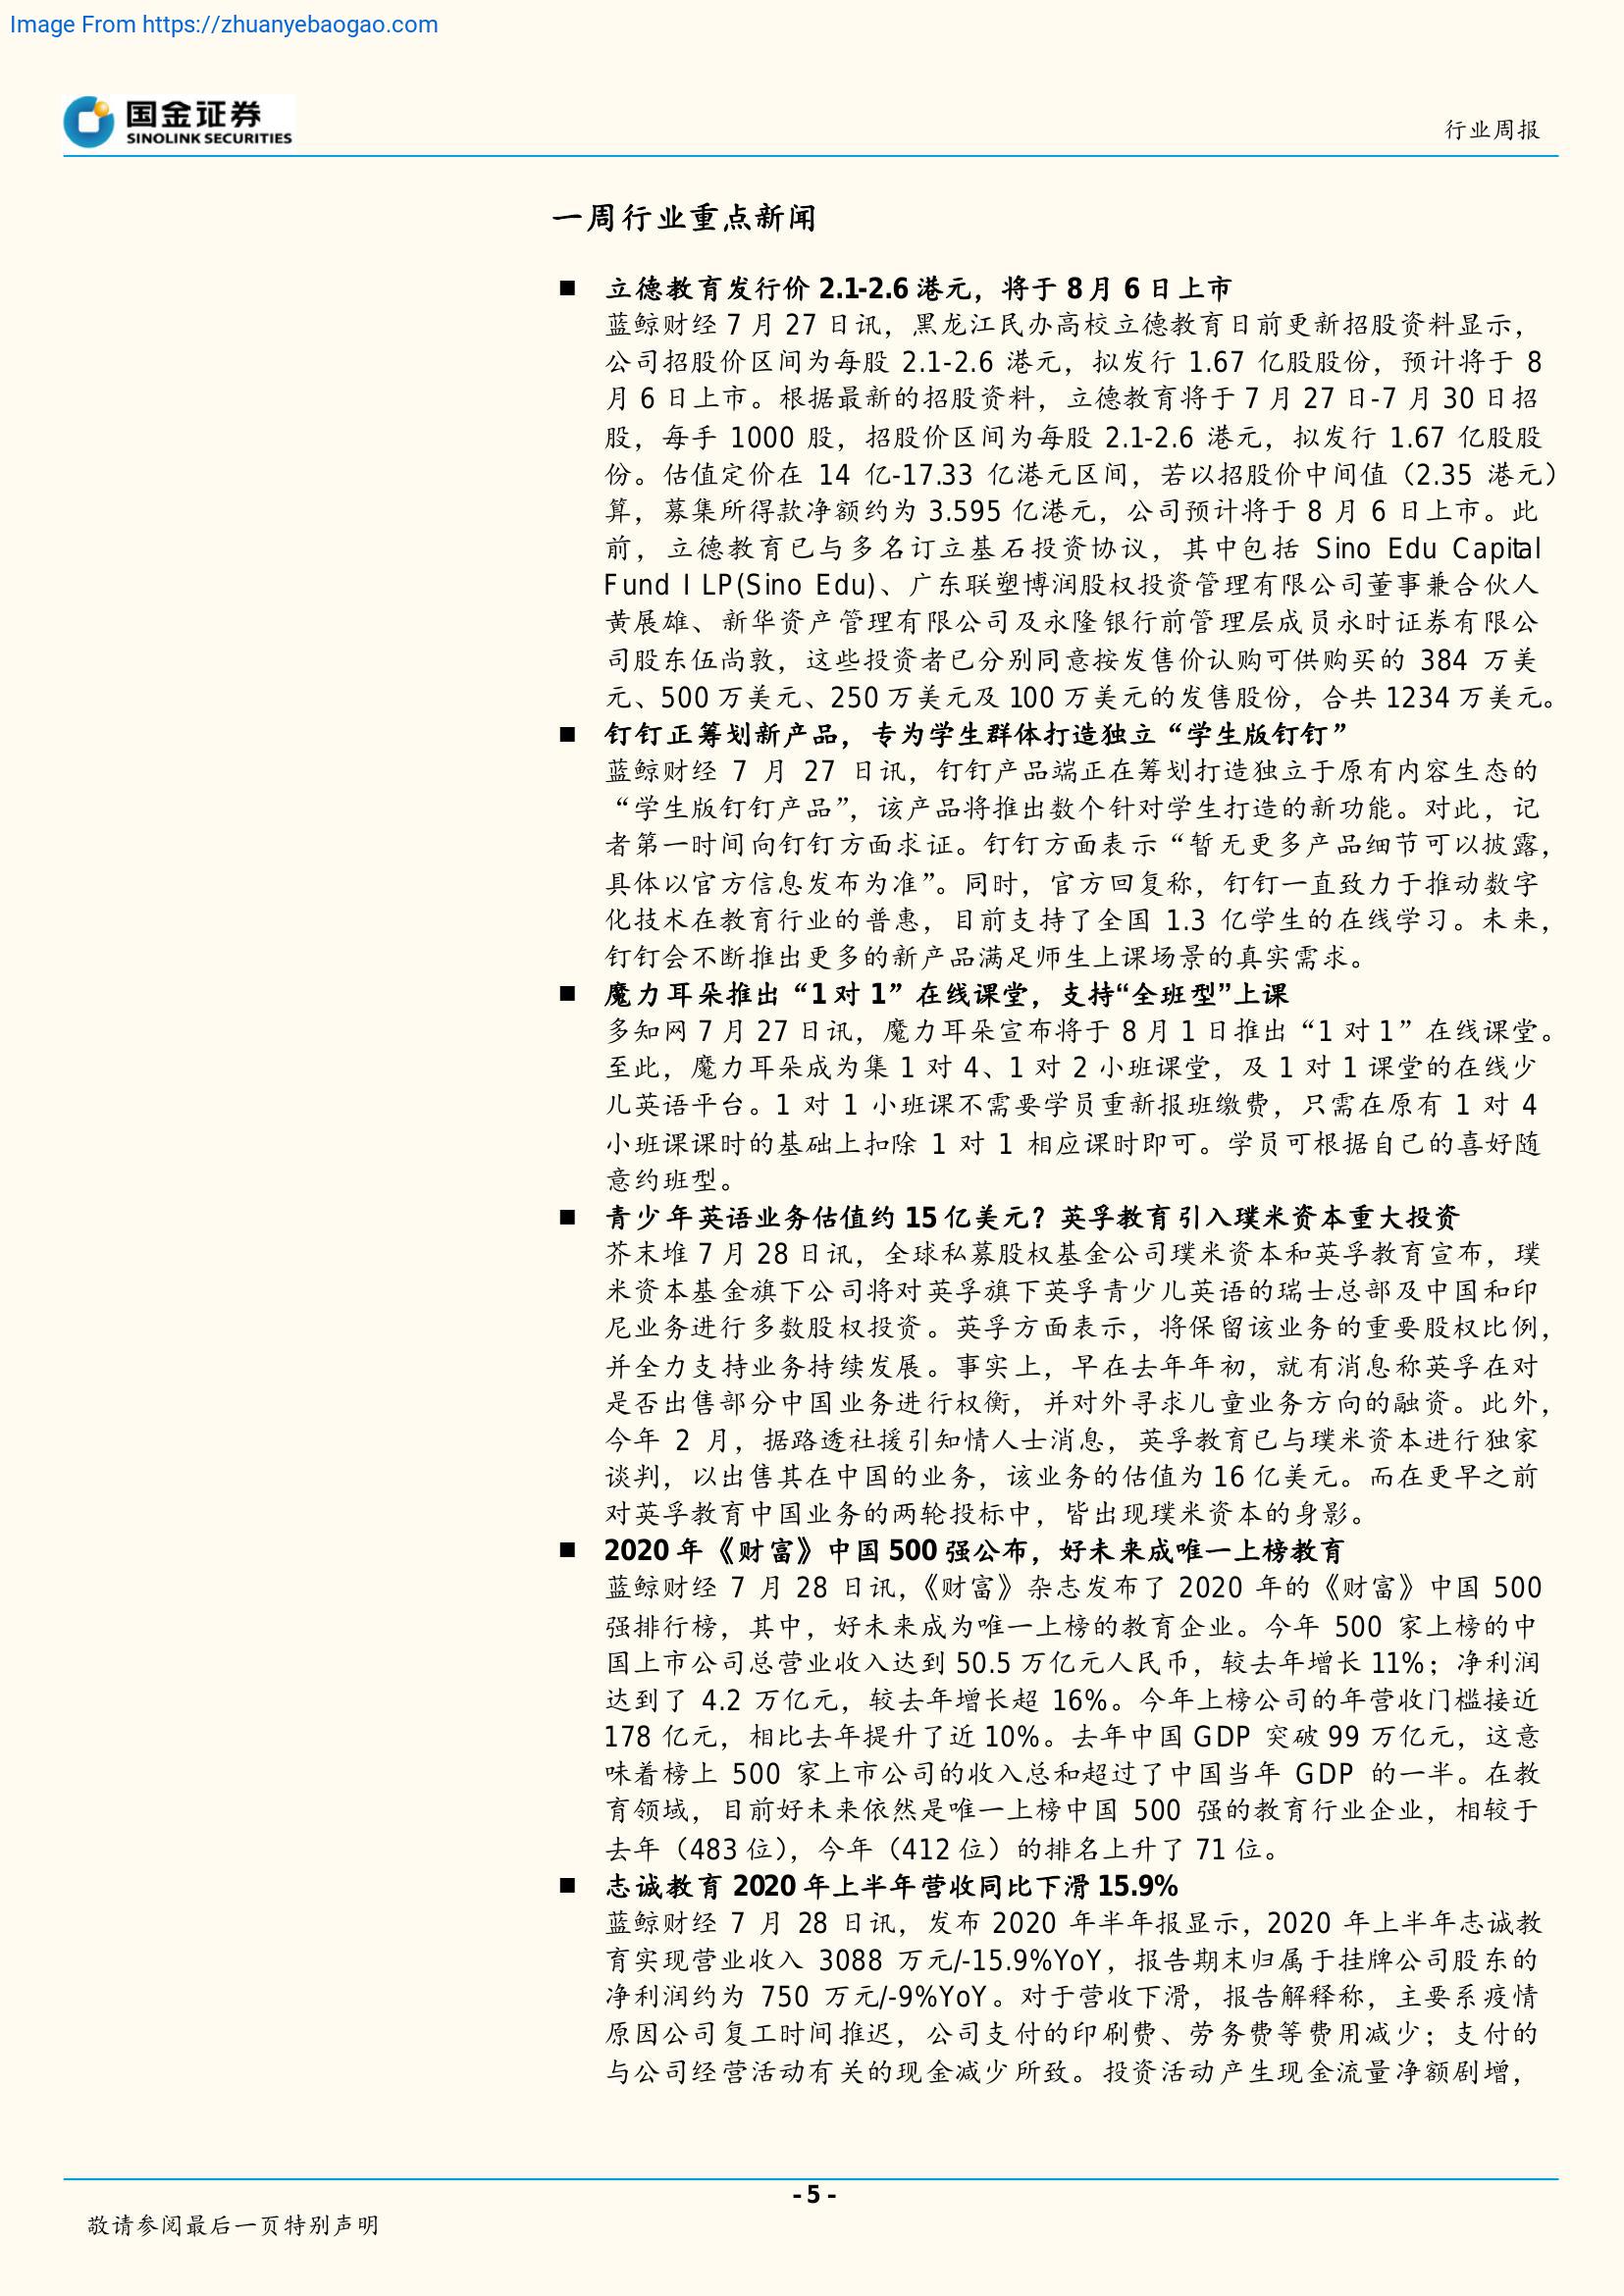 Image From https://zhuanyebaogao.com
国金证券
SINOLINK SECURITIES
行业周报
一周行业重点新闻
■ 立德教育发行价 2.1-2.6 港元，将于 8 月 6 日上市
蓝鲸财经 7 月 27 日讯，黑龙江民办高校立德教育日前更新招股资料显示，
公司招股价区间为每股 2.1-2.6 港元，拟发行 1.67 亿股股份，预计将于 8
月 6 日上市。根据最新的招股资料，立德教育将于 7 月 27 日-7 月 30 日招
股，每手 1000 股，招股价区间为每股 2.1-2.6 港元，拟发行 1.67 亿股股
份。估值定价在 14 亿-17.33 亿港元区间，若以招股价中间值（2.35 港元）
算，募集所得款净额约为 3.595 亿港元，公司预计将于 8 月 6 日上市。此
前，立德教育已与多名订立基石投资协议，其中包括 Sino Edu Capital
Fund I LP(Sino Edu)、广东联塑博润股权投资管理有限公司董事兼合伙人
黄展雄、新华资产管理有限公司及永隆银行前管理层成员永时证券有限公
司股东伍尚敦，这些投资者已分别同意按发售价认购可供购买的 384 万美
元、500 万美元、250 万美元及 100 万美元的发售股份，合共 1234 万美元。
■ 钉钉正筹划新产品，专为学生群体打造独立“学生版钉钉”
蓝鲸财经 7 月 27 日讯，钉钉产品端正在筹划打造独立于原有内容生态的
“学生版钉钉产品”，该产品将推出数个针对学生打造的新功能。对此，记
者第一时间向钉钉方面求证。钉钉方面表示“暂无更多产品细节可以披露，
具体以官方信息发布为准”。同时，官方回复称，钉钉一直致力于推动数字
化技术在教育行业的普惠，目前支持了全国 1.3 亿学生的在线学习。未来，
钉钉会不断推出更多的新产品满足师生上课场景的真实需求。
■ 魔力耳朵推出“1 对 1”在线课堂，支持“全班型”上课
多知网 7 月 27 日讯，魔力耳朵宣布将于 8 月 1 日推出“1 对 1”在线课堂。
至此，魔力耳朵成为集 1 对 4、1 对 2 小班课堂，及 1 对 1 课堂的在线少
儿英语平台。1 对 1 小班课不需要学员重新报班缴费，只需在原有 1 对 4
小班课课时的基础上扣除 1 对 1 相应课时即可。学员可根据自己的喜好随
意约班型。
■ 青少年英语业务估值约 15 亿美元？英孚教育引入璞米资本重大投资
芥末堆 7 月 28 日讯，全球私募股权基金公司璞米资本和英孚教育宣布，璞
米资本基金旗下公司将对英孚旗下英孚青少儿英语的瑞士总部及中国和印
尼业务进行多数股权投资。英孚方面表示，将保留该业务的重要股权比例，
并全力支持业务持续发展。事实上，早在去年年初，就有消息称英孚在对
是否出售部分中国业务进行权衡，并对外寻求儿童业务方向的融资。此外，
今年 2 月，据路透社援引知情人士消息，英孚教育已与璞米资本进行独家
谈判，以出售其在中国的业务，该业务的估值为 16 亿美元。而在更早之前
对英孚教育中国业务的两轮投标中，皆出现璞米资本的身影。
■ 2020 年《财富》中国 500 强公布，好未来成唯一上榜教育
蓝鲸财经 7 月 28 日讯，《财富》杂志发布了 2020 年的《财富》中国 500
强排行榜，其中，好未来成为唯一上榜的教育企业。今年 500 家上榜的中
国上市公司总营业收入达到 50.5 万亿元人民币，较去年增长 11%；净利润
达到了 4.2 万亿元，较去年增长超 16%。今年上榜公司的年营收门槛接近
178 亿元，相比去年提升了近 10%。去年中国 GDP 突破 99 万亿元，这意
味着榜上 500 家上市公司的收入总和超过了中国当年 GDP 的一半。在教
育领域，目前好未来依然是唯一上榜中国 500 强的教育行业企业，相较于
去年（483 位），今年（412 位）的排名上升了 71 位。
■ 志诚教育 2020 年上半年营收同比下滑 15.9%
蓝鲸财经 7 月 28 日讯，发布 2020 年半年报显示，2020 年上半年志诚教
育实现营业收入 3088 万元/-15.9%YoY，报告期末归属于挂牌公司股东的
净利润约为 750 万元/-9%YoY。对于营收下滑，报告解释称，主要系疫情
原因公司复工时间推迟，公司支付的印刷费、劳务费等费用减少；支付的
与公司经营活动有关的现金减少所致。投资活动产生现金流量净额剧增，
- 5 -
敬请参阅最后一页特别声明